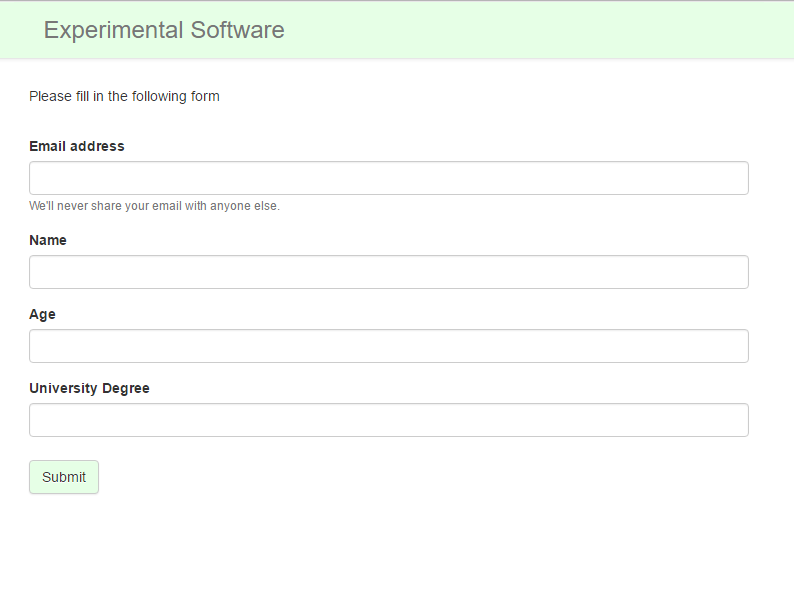 Experimental Software
Please fill in the following form
Email address
We'll never share your email with anyone else.
Name
Age
University Degree
Submit